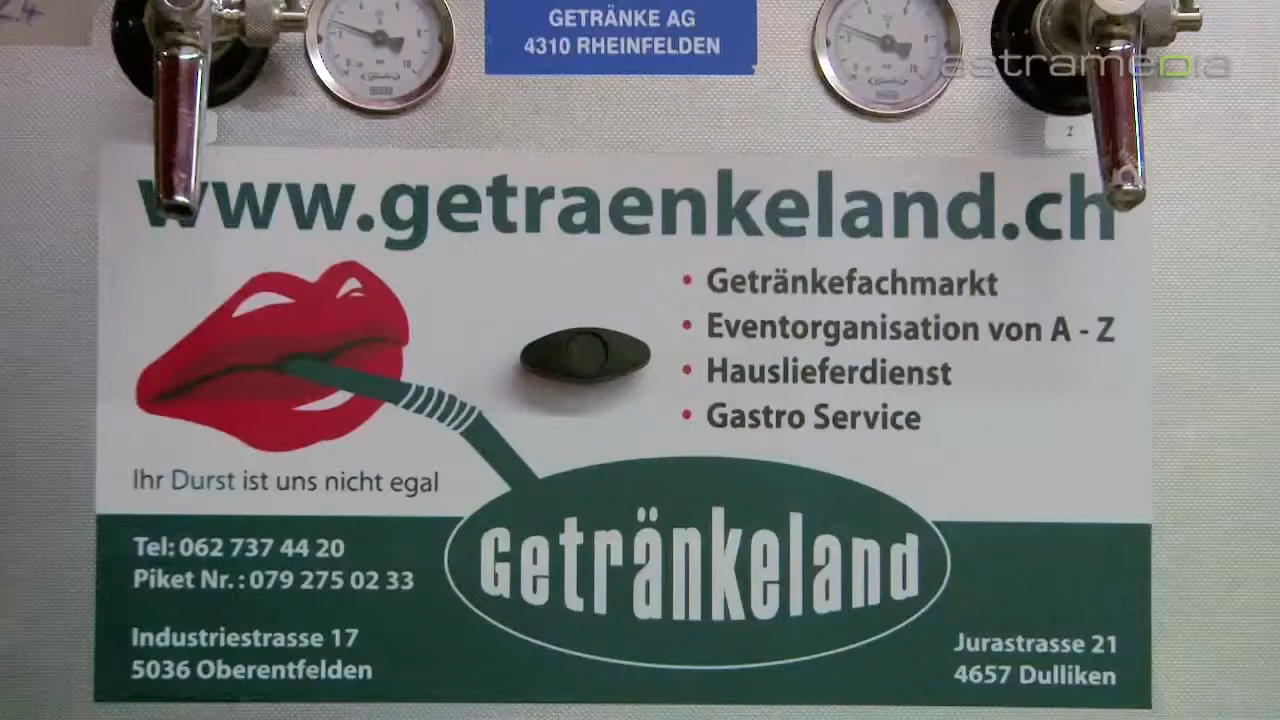 24
GETRÄNKE AG
4310 RHEINFELDEN
astramedia
2
www.getraenkeland.ch
• Getränkefachmarkt
• Eventorganisation von A - Z
• Hauslieferdienst
• Gastro Service
Ihr Durst ist uns nicht egal
Getränkeland
Tel: 062 737 44 20
Piket Nr. : 079 275 02 33
Industriestrasse 17
5036 Oberentfelden
Jurastrasse 21
4657 Dulliken